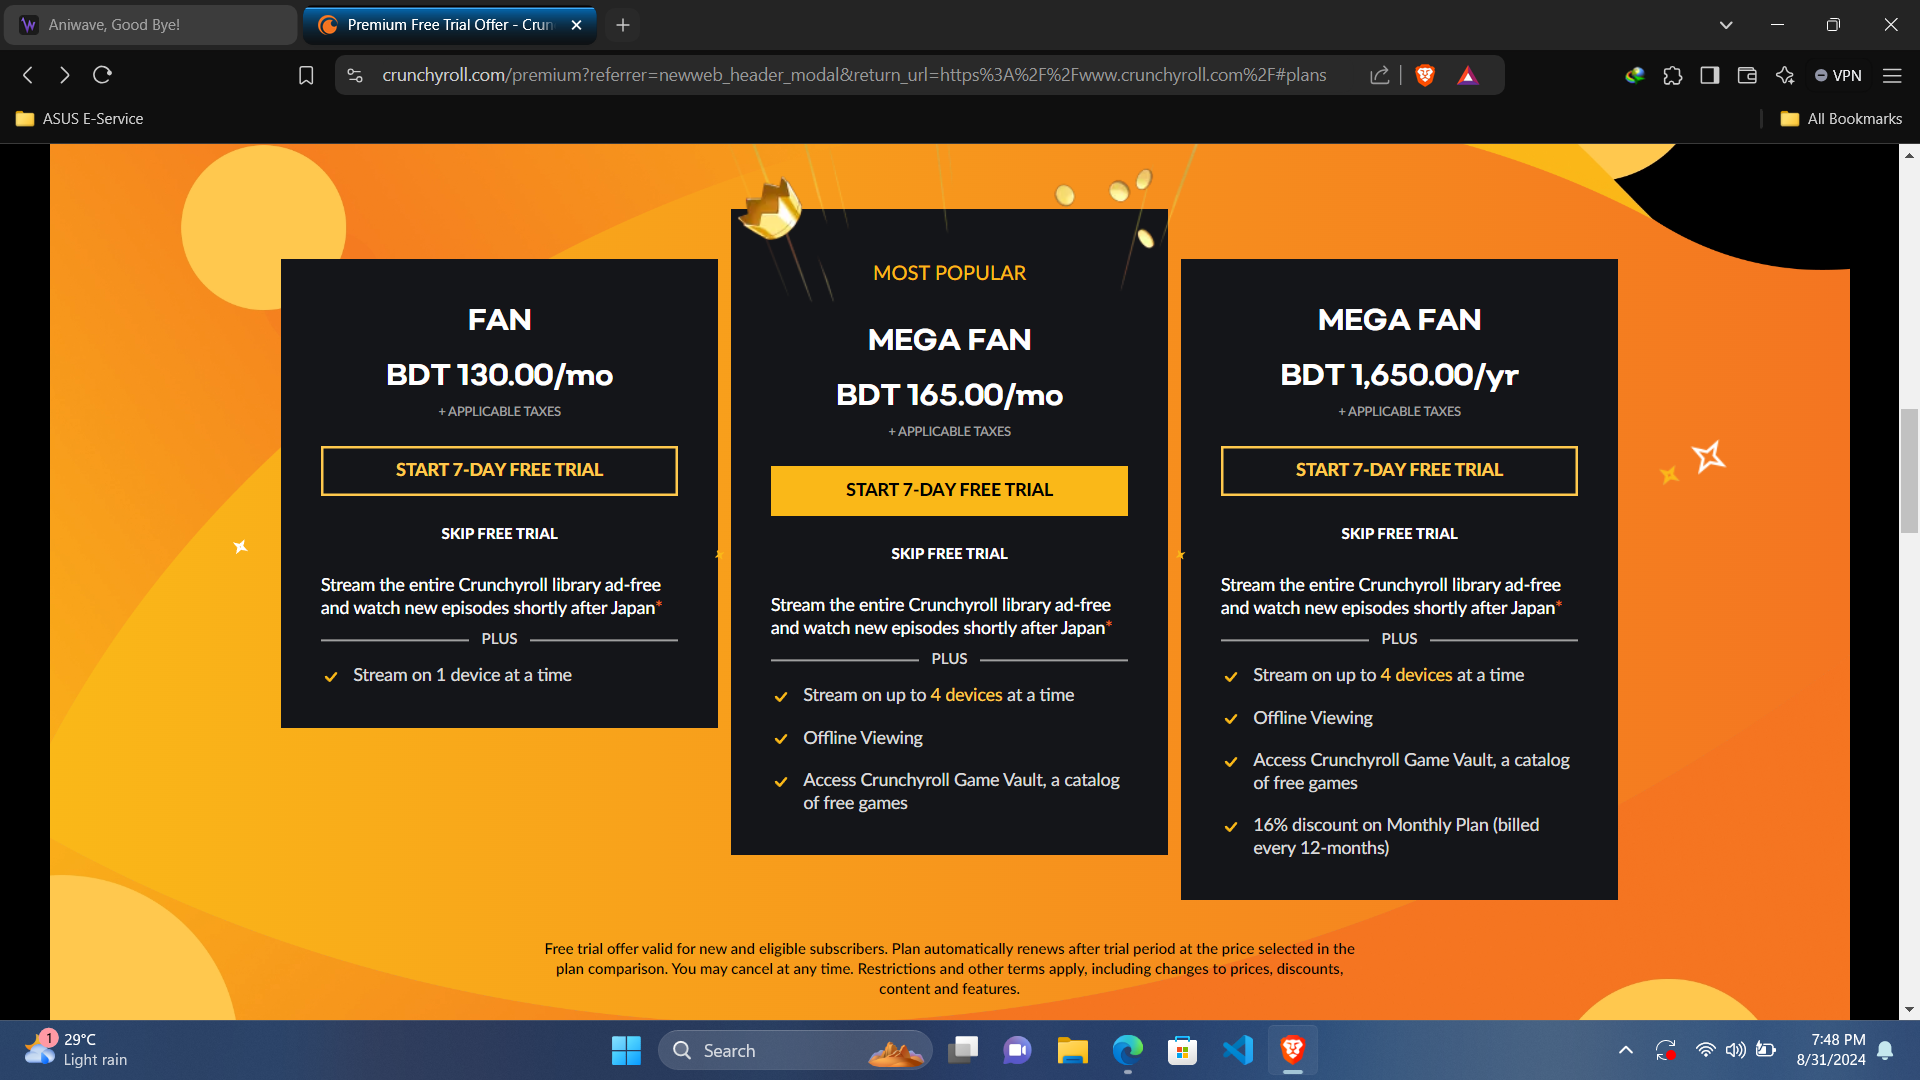 Aniwave, Good Bye!
Premium Free Trial Offer - Crun
crunchyroll.com/premium?referrer=newweb_header_modal&return_url=https%3A%2F%2Fwww.crunchyroll.com%2F#plans
VPN
ASUS E-Service
All Bookmarks
FAN
BDT 130.00/mo
+ APPLICABLE TAXES
START 7-DAY FREE TRIAL
SKIP FREE TRIAL
Stream the entire Crunchyroll library ad-free
and watch new episodes shortly after Japan*
PLUS
Stream on 1 device at a time
MOST POPULAR
MEGA FAN
BDT 165.00/mo
+ APPLICABLE TAXES
START 7-DAY FREE TRIAL
SKIP FREE TRIAL
Stream the entire Crunchyroll library ad-free
and watch new episodes shortly after Japan*
PLUS
Stream on up to 4 devices at a time
Offline Viewing
Access Crunchyroll Game Vault, a catalog
of free games
MEGA FAN
BDT 1,650.00/yr
+ APPLICABLE TAXES
START 7-DAY FREE TRIAL
SKIP FREE TRIAL
Stream the entire Crunchyroll library ad-free
and watch new episodes shortly after Japan*
PLUS
Stream on up to 4 devices at a time
Offline Viewing
Access Crunchyroll Game Vault, a catalog
of free games
16% discount on Monthly Plan (billed
every 12-months)
Free trial offer valid for new and eligible subscribers. Plan automatically renews after trial period at the price selected in the
plan comparison. You may cancel at any time. Restrictions and other terms apply, including changes to prices, discounts,
content and features.
1
29°C
Light rain
Search
7:48 PM
8/31/2024